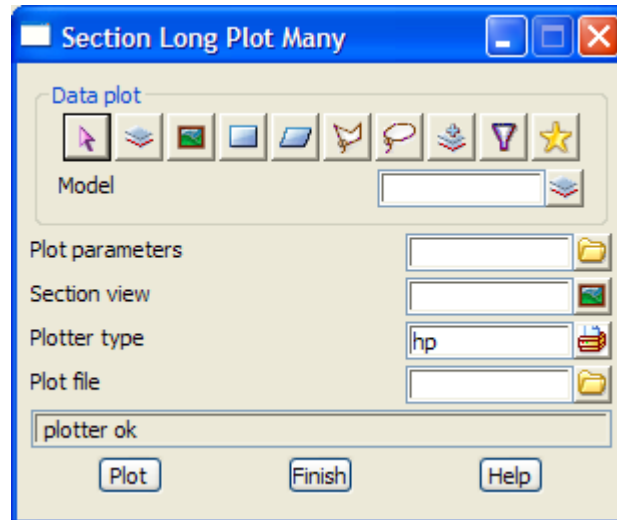 Section Long Plot Many
Data plot
Model
Plot parameters
Section view
Plotter type hp
Plot file
plotter ok
Plot Finish Help